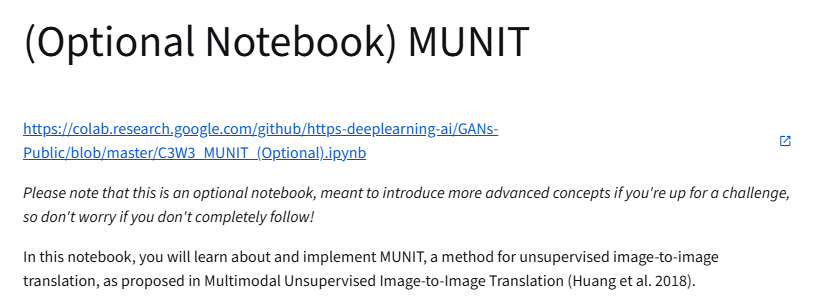 (Optional Notebook) MUNIT
https://colab.research.google.com/github/https-deeplearning-ai/GANs-
Public/blob/master/C3W3_MUNIT_(Optional).ipynb
Please note that this is an optional notebook, meant to introduce more advanced concepts if you're up for a challenge,
so don't worry if you don't completely follow!
In this notebook, you will learn about and implement MUNIT, a method for unsupervised image-to-image
translation, as proposed in Multimodal Unsupervised Image-to-Image Translation (Huang et al. 2018).